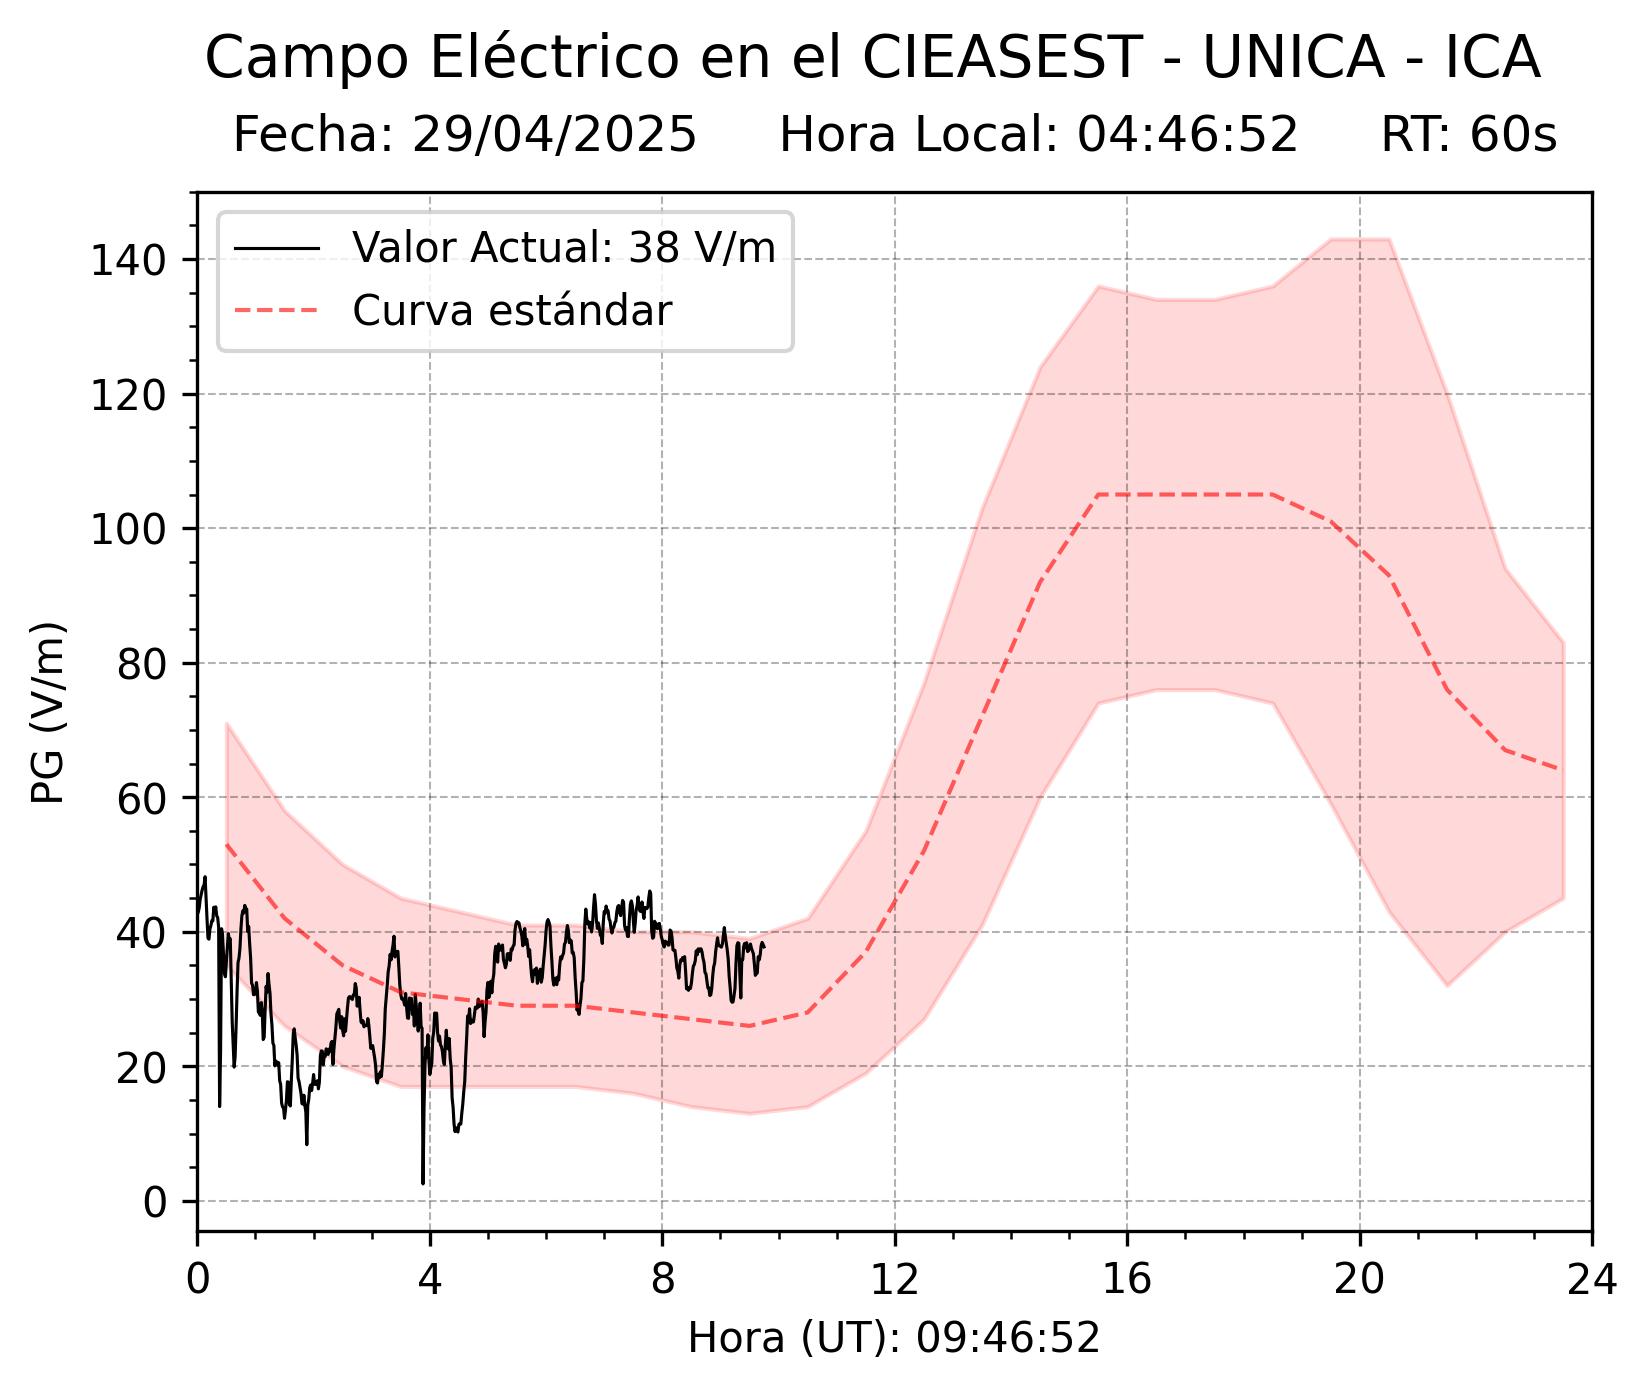 Campo Eléctrico en el CIEASEST - UNICA - ICA
Fecha: 29/04/2025 Hora Local: 04:46:52 RT: 60s
Valor Actual: 38 V/m
Curva estándar
140
120
100
80
60
40
20
0
PG (V/m)
0 4 8 12 16 20 24
Hora (UT): 09:46:52